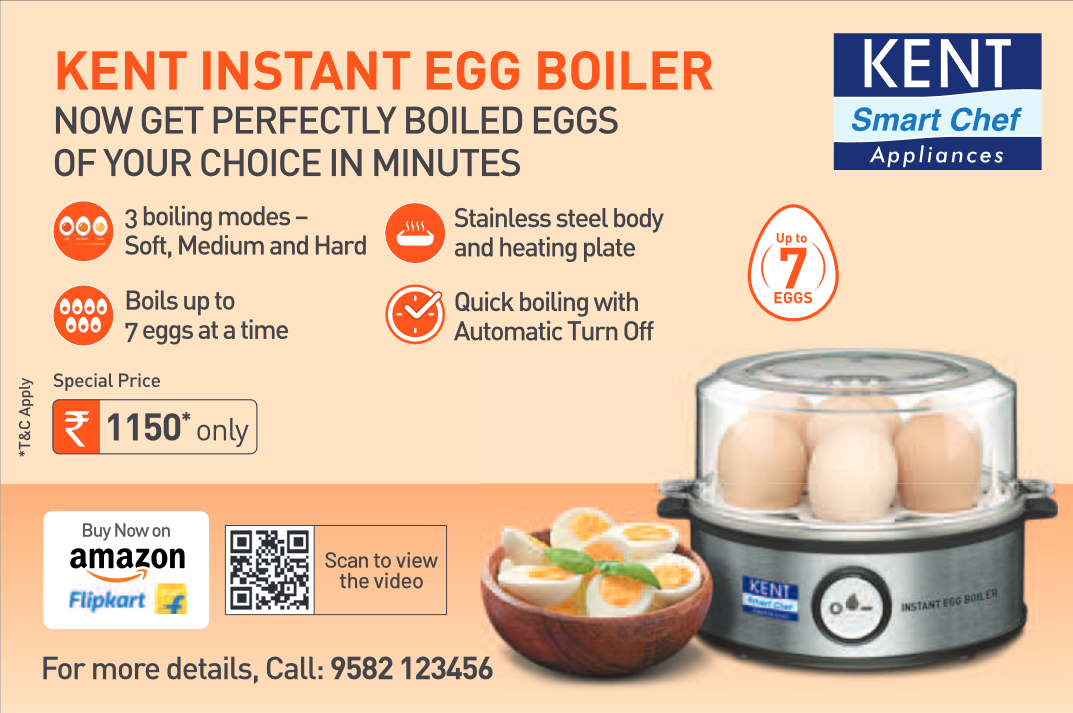 KENT INSTANT EGG BOILER
NOW GET PERFECTLY BOILED EGGS
OF YOUR CHOICE IN MINUTES
KENT
Smart Chef
Appliances
3 boiling modes –
Soft, Medium and Hard
Stainless steel body
and heating plate
Boils up to
7 eggs at a time
Quick boiling with
Automatic Turn Off
Up to
7
EGGS
*T&C Apply
Special Price
₹ 1150* only
Buy Now on
amazon
Flipkart
Scan to view
the video
KENT
Smart Chef
INSTANT EGG BOILER
For more details, Call: 9582 123456